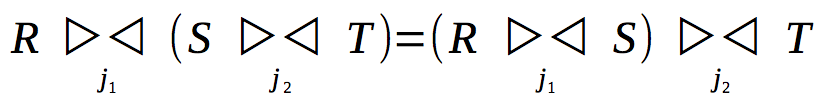 R ▷◁ j₁ (S ▷◁ j₂ T)=(R ▷◁ j₁ S) ▷◁ j₂ T